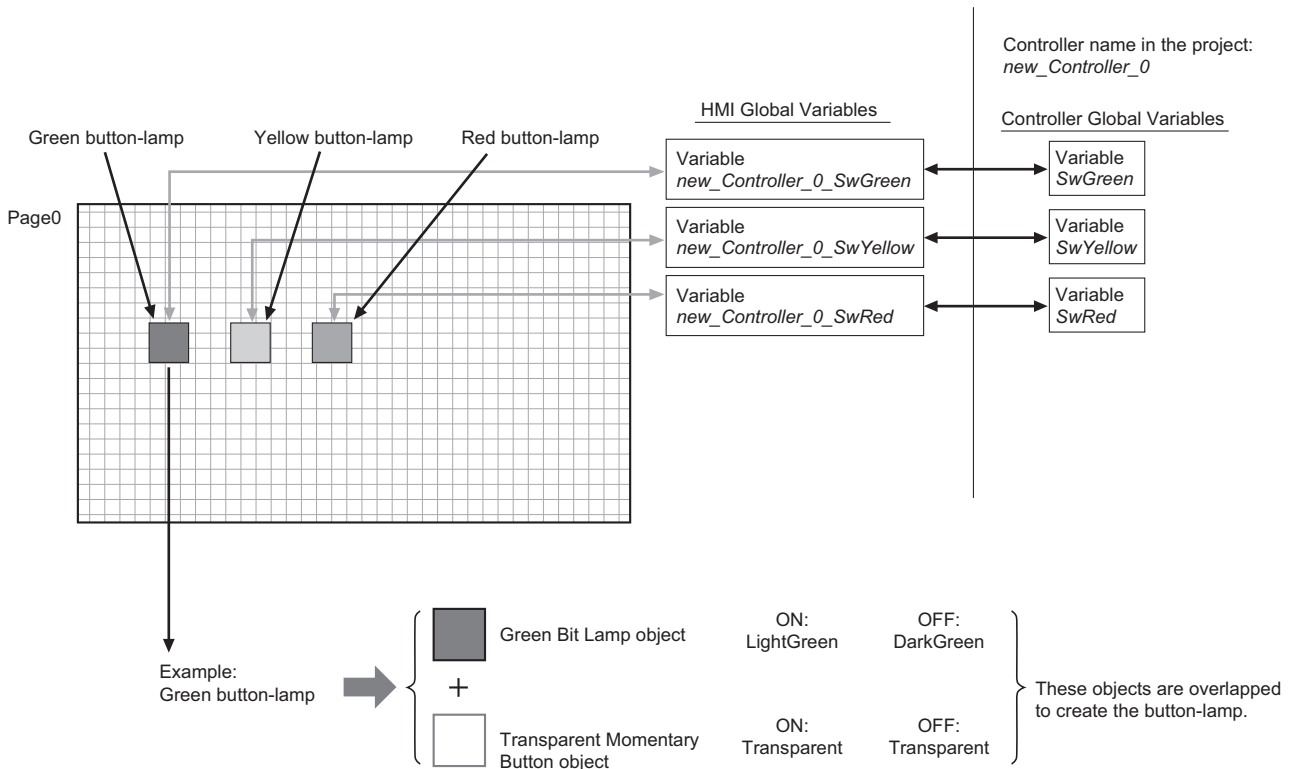 Controller name in the project:
new_Controller_0
HMI Global Variables
Controller Global Variables
Green button-lamp
Yellow button-lamp
Red button-lamp
Variable
new_Controller_0_SwGreen
Variable
SwGreen
Page0
Variable
new_Controller_0_SwYellow
Variable
SwYellow
Variable
new_Controller_0_SwRed
Variable
SwRed
Example:
Green button-lamp
Green Bit Lamp object
ON:
LightGreen
OFF:
DarkGreen
+
Transparent Momentary
Button object
ON:
Transparent
OFF:
Transparent
These objects are overlapped
to create the button-lamp.